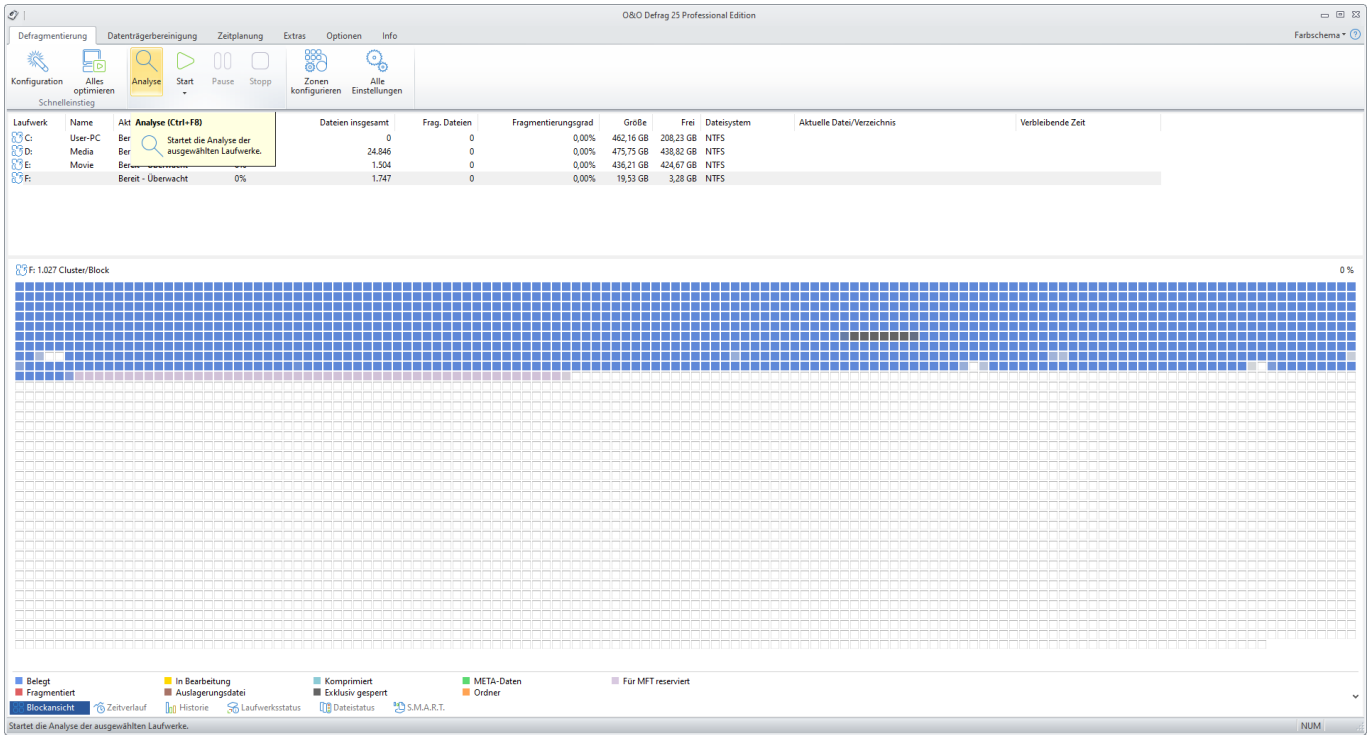 O&O Defrag 25 Professional Edition
Defragmentierung Datenträgerbereinigung Zeitplanung Extras Optionen Info Farbschema
Konfiguration Alles optimieren Analyse Start Pause Stopp Zonen konfigurieren Alle Einstellungen
Schnelleinstieg
Laufwerk Name Akt Dateien insgesamt Frag. Dateien Fragmentierungsgrad Größe Frei Dateisystem Aktuelle Datei/Verzeichnis Verbleibende Zeit
Analyse (Ctrl+F8)
Startet die Analyse der
ausgewählten Laufwerke.
C: User-PC Ber 0 0 0,00% 462,16 GB 208,23 GB NTFS
D: Media Ber 24.846 0 0,00% 475,75 GB 438,82 GB NTFS
E: Movie 1.504 0 0,00% 436,21 GB 424,67 GB NTFS
F: Bereit - Überwacht 0% 1.747 0 0,00% 19,53 GB 3,28 GB NTFS
F: 1.027 Cluster/Block 0 %
Belegt In Bearbeitung Komprimiert META-Daten Für MFT reserviert
Fragmentiert Auslagerungsdatei Exklusiv gesperrt Ordner
Blockansicht Zeitverlauf Historie Laufwerksstatus Dateistatus S.M.A.R.T.
Startet die Analyse der ausgewählten Laufwerke. NUM